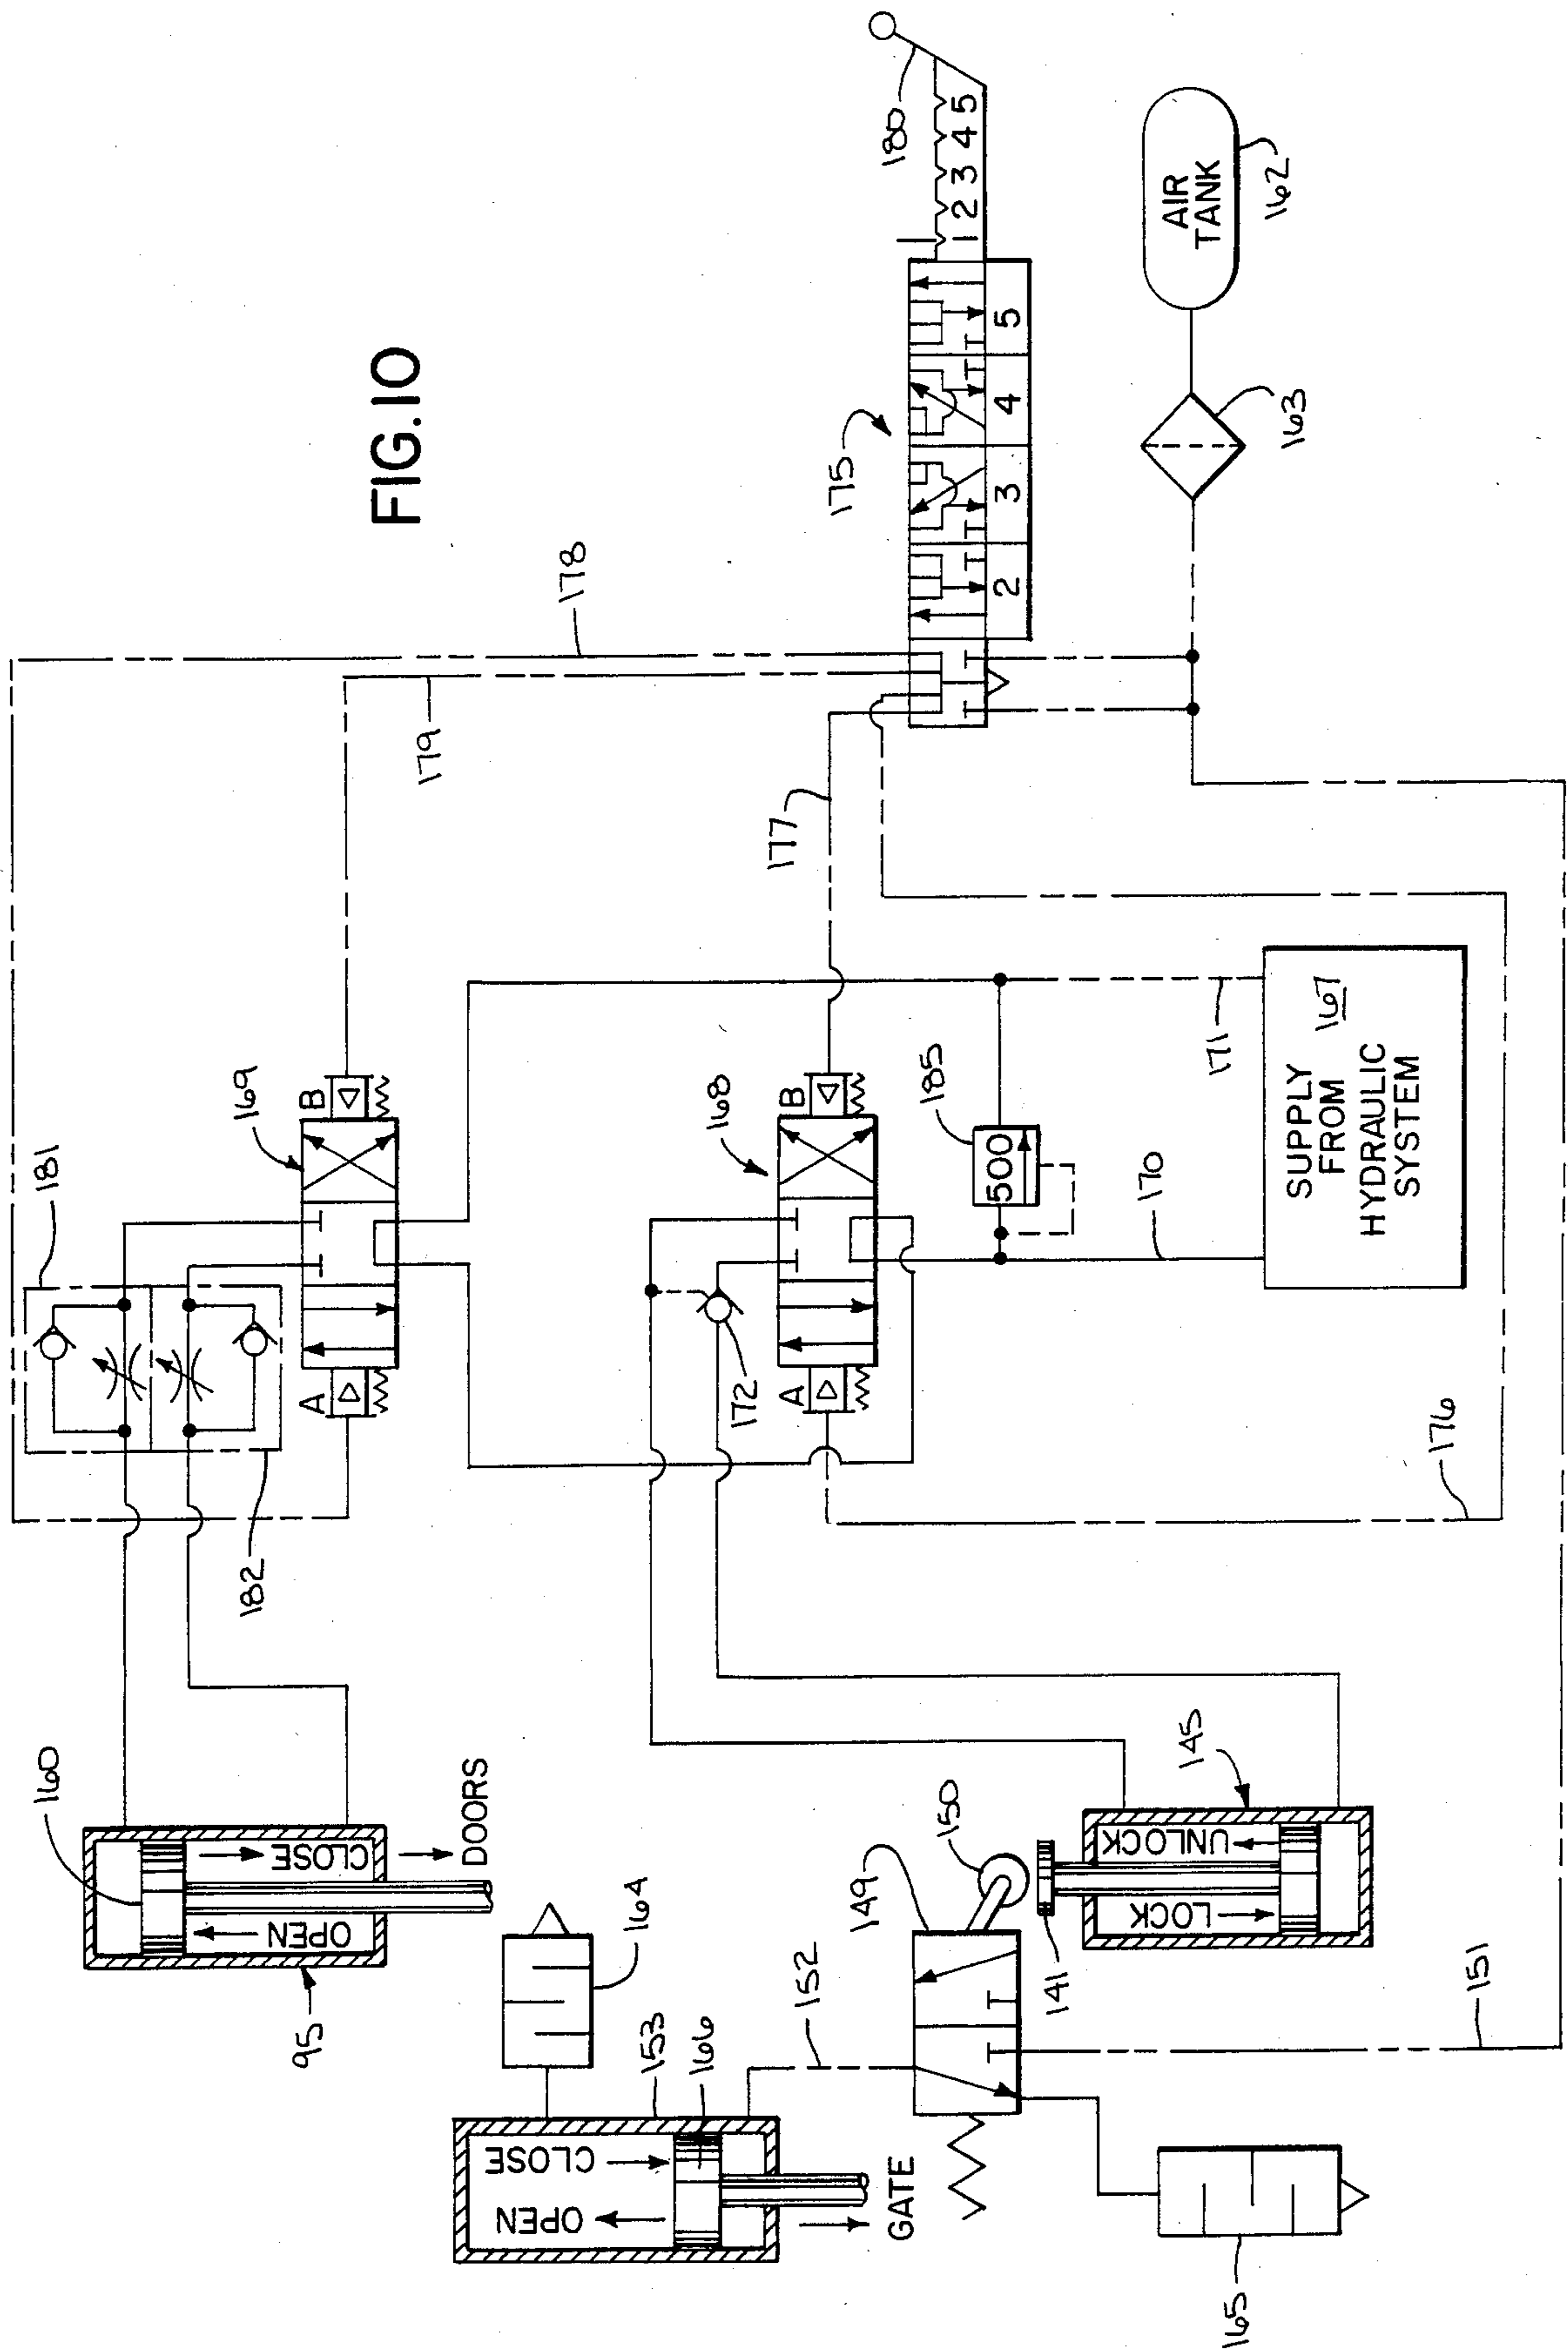 FIG.10
180
1 2 3 4 5
175
2 3 4 5
AIR
TANK
162
163
178
179
177
181
182
169
A
B
168
A
B
172
185
500
171
170
SUPPLY
FROM
167
HYDRAULIC
SYSTEM
176
160
CLOSE
OPEN
DOORS
95
164
153
166
CLOSE
OPEN
GATE
152
149
150
141
145
UNLOCK
LOCK
151
165